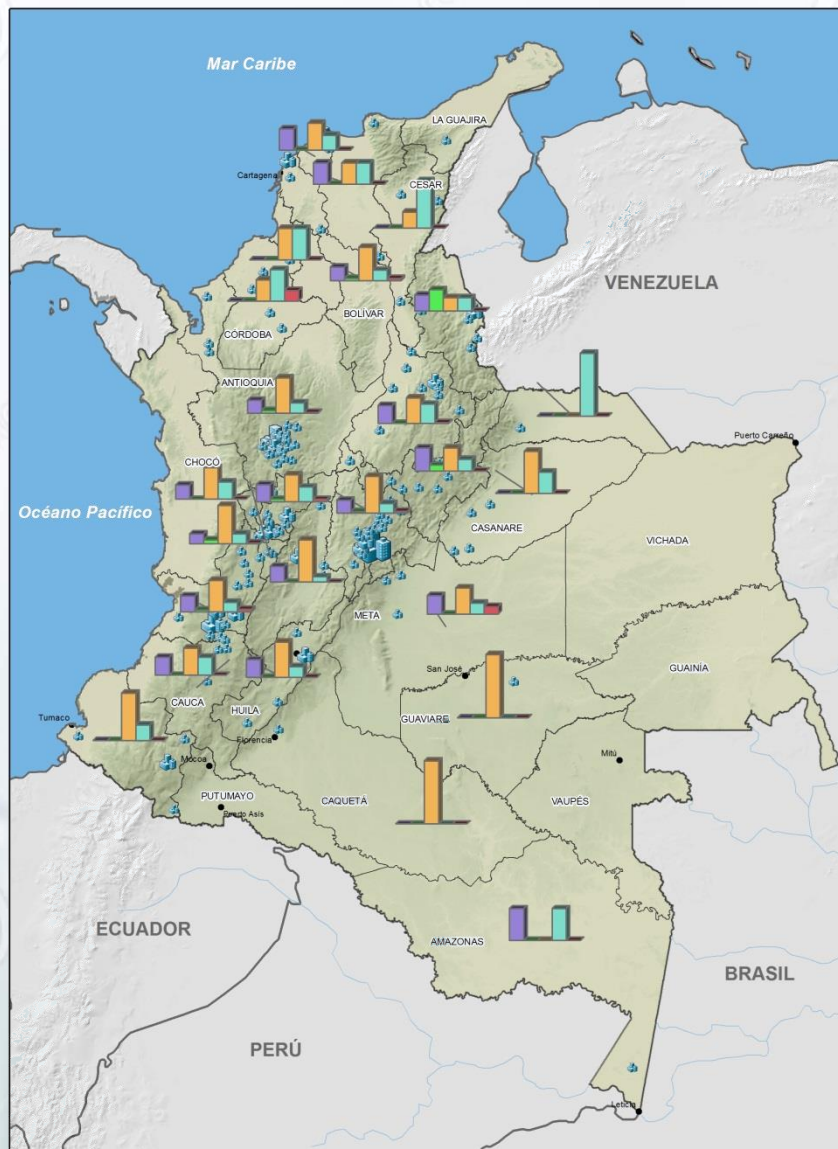 Mar Caribe
LA GUAJIRA
Cartagena
CESAR
VENEZUELA
BOLÍVAR
CÓRDOBA
ANTIOQUIA
Puerto Carreño
CHOCÓ
Océano Pacífico
CASANARE
VICHADA
META
GUAINÍA
San José
CAUCA
HUILA
GUAVIARE
Tumaco
Florencia
Mitú
Mocoa
PUTUMAYO
CAQUETÁ
VAUPÉS
Puerto Asis
ECUADOR
AMAZONAS
BRASIL
PERÚ
Leticia